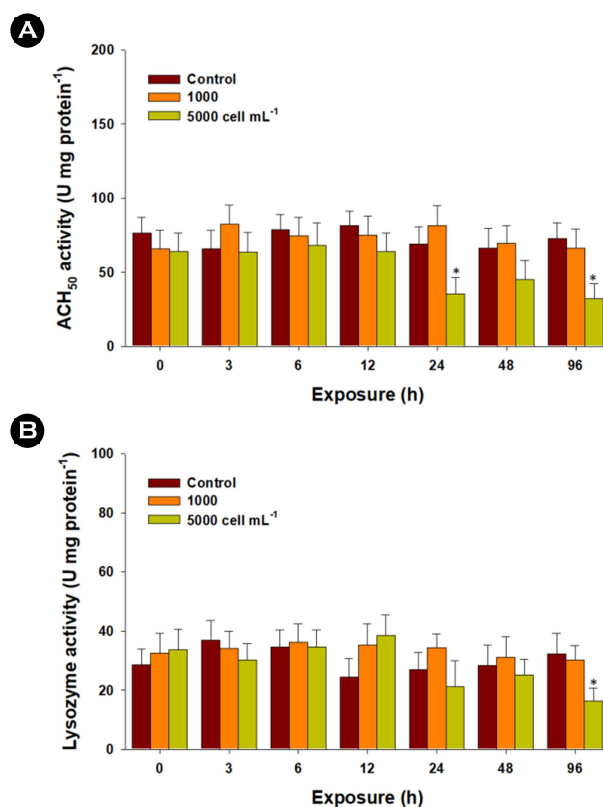 A
ACH₅₀ activity (U mg protein⁻¹)
200
150
100
50
0
Control
1000
5000 cell mL⁻¹
*
*
0 3 6 12 24 48 96
Exposure (h)
B
Lysozyme activity (U mg protein⁻¹)
100
80
60
40
20
0
Control
1000
5000 cell mL⁻¹
*
0 3 6 12 24 48 96
Exposure (h)